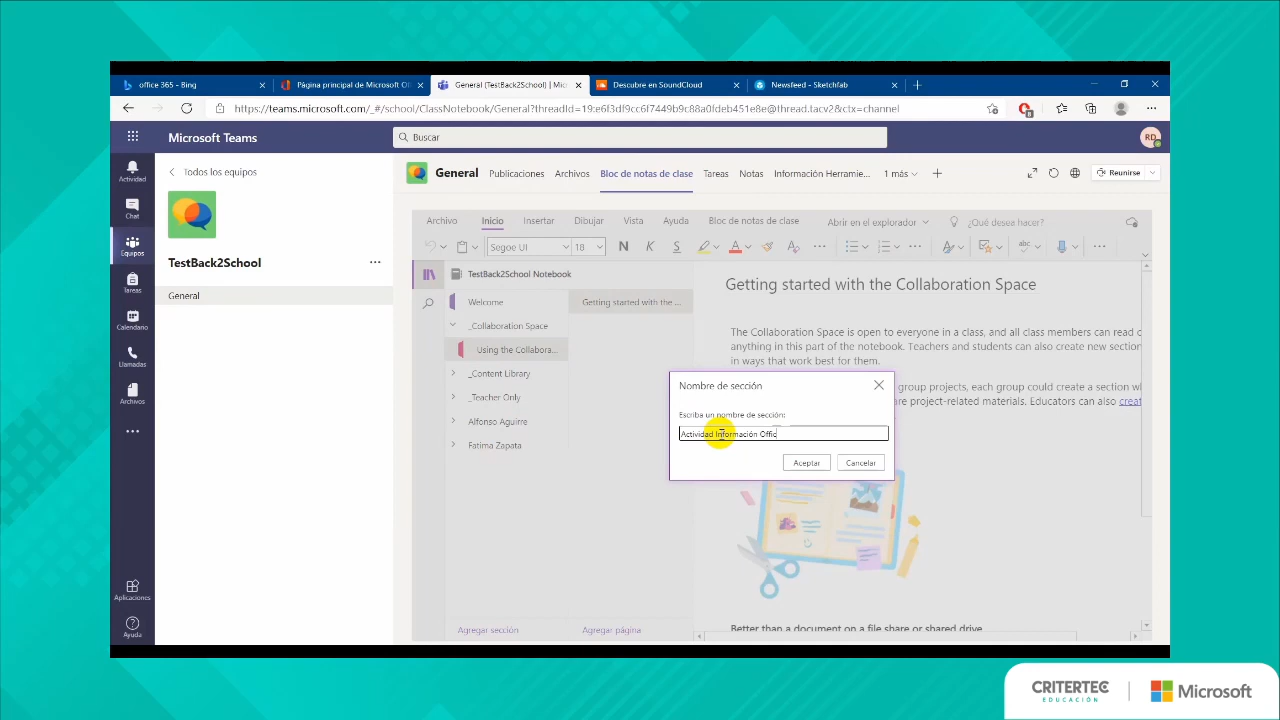 office 365 - Bing
Página principal de Microsoft Of
General (TestBack2School) | Mic
Descubre en SoundCloud
Newsfeed - Sketchfab
https://teams.microsoft.com/_#/school/ClassNotebook/General?threadId=19:e6f3df9cc6f7449b9c88a0fdeb451e8e@thread.tacv2&ctx=channel
Microsoft Teams
Buscar
RD
Actividad
Chat
Equipos
Tareas
Calendario
Llamadas
Archivos
Aplicaciones
Ayuda
Todos los equipos
TestBack2School
General
General
Publicaciones
Archivos
Bloc de notas de clase
Tareas
Notas
Información Herramie...
1 más
Reunirse
Archivo
Inicio
Insertar
Dibujar
Vista
Ayuda
Bloc de notas de clase
Abrir en el explorador
¿Qué desea hacer?
Segoe UI
18
N
K
S
TestBack2School Notebook
Welcome
_Collaboration Space
Using the Collabora...
_Content Library
_Teacher Only
Alfonso Aguirre
Fatima Zapata
Agregar sección
Getting started with the ...
Agregar página
Getting started with the Collaboration Space
The Collaboration Space is open to everyone in a class, and all class members can read c
anything in this part of the notebook. Teachers and students can also create new section
in ways that work best for them.
group projects, each group could create a section wh
re project-related materials. Educators can also creat
Better than a document on a file share or shared drive
Nombre de sección
Escriba un nombre de sección:
Actividad Información Offic
Aceptar
Cancelar
CRITERTEC
EDUCACIÓN
Microsoft